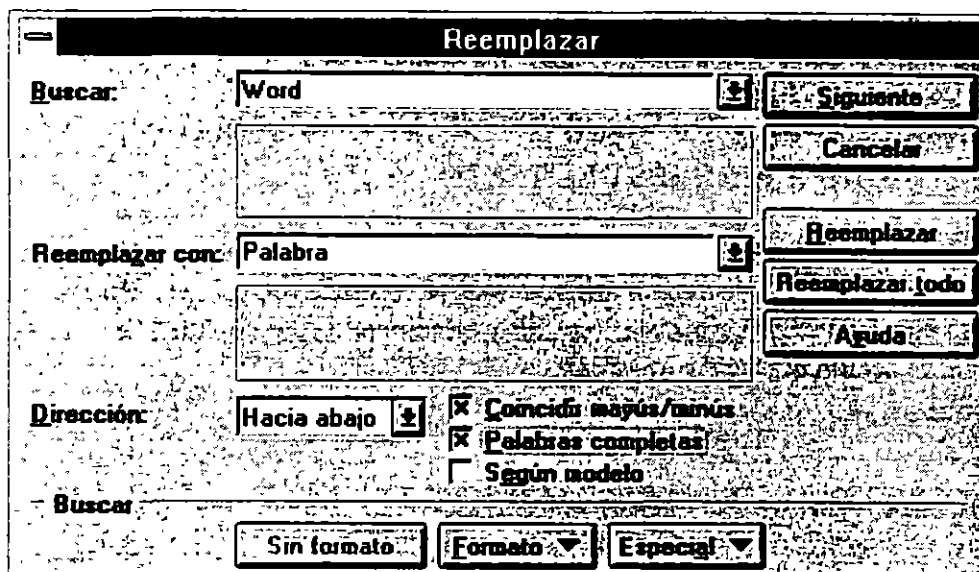 Reemplazar
Buscar: Word Siguiente
Cancelar
Reemplazar
Reemplazar con: Palabra
Reemplazar todo
Ayuda
Dirección: Hacia abajo Coincidir mayús/minus
Palabras completas
Según modelo
Buscar
Sin formato Formato Especial